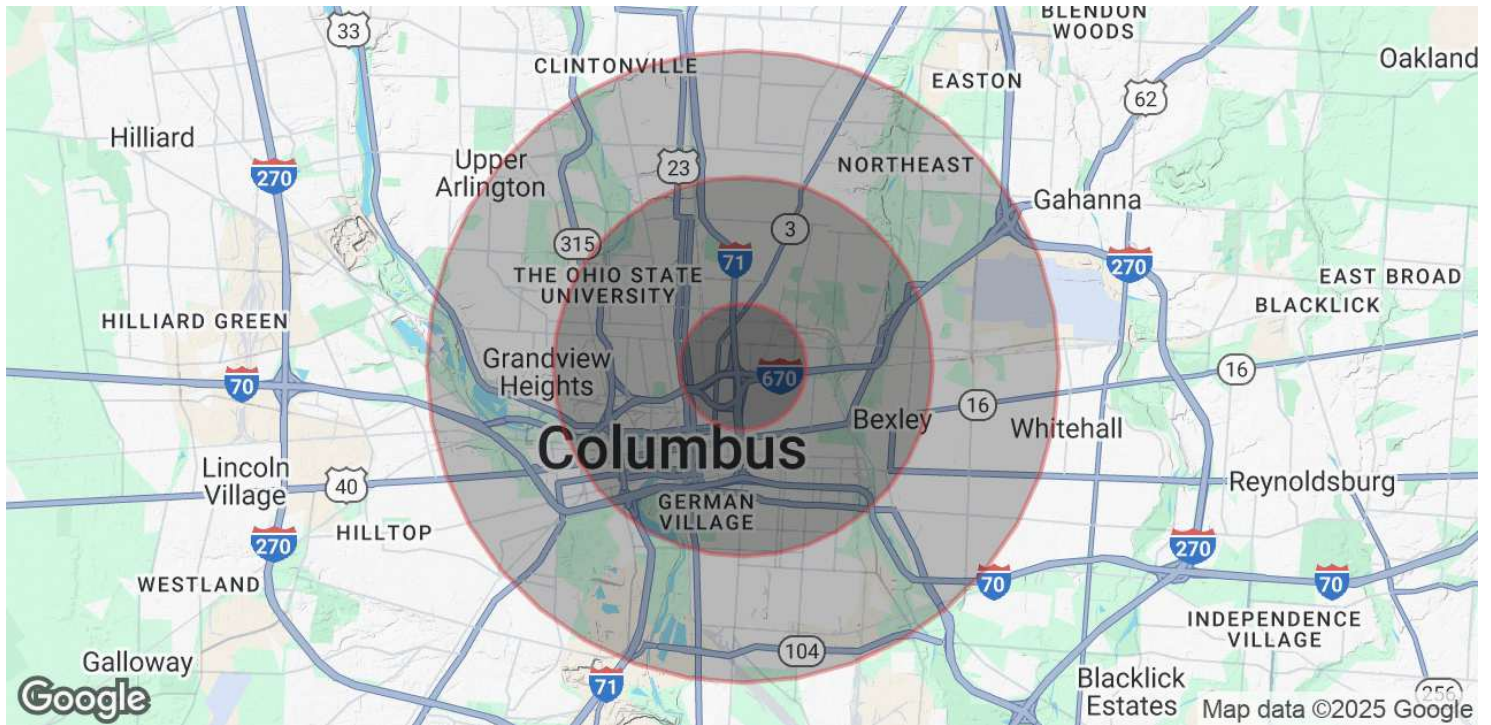 BLENDON
WOODS
33
CLINTONVILLE
Oakland
EASTON
62
Hilliard
Upper
Arlington
23
NORTHEAST
270
Gahanna
3
315
71
270
THE OHIO STATE
UNIVERSITY
EAST BROAD
BLACKLICK
HILLIARD GREEN
Grandview
Heights
670
70
16
16
Bexley
Whitehall
Columbus
Lincoln
Village
40
Reynoldsburg
GERMAN
VILLAGE
HILLTOP
270
270
WESTLAND
70
70
INDEPENDENCE
VILLAGE
104
Galloway
71
Blacklick
Estates
256
Google
Map data ©2025 Google